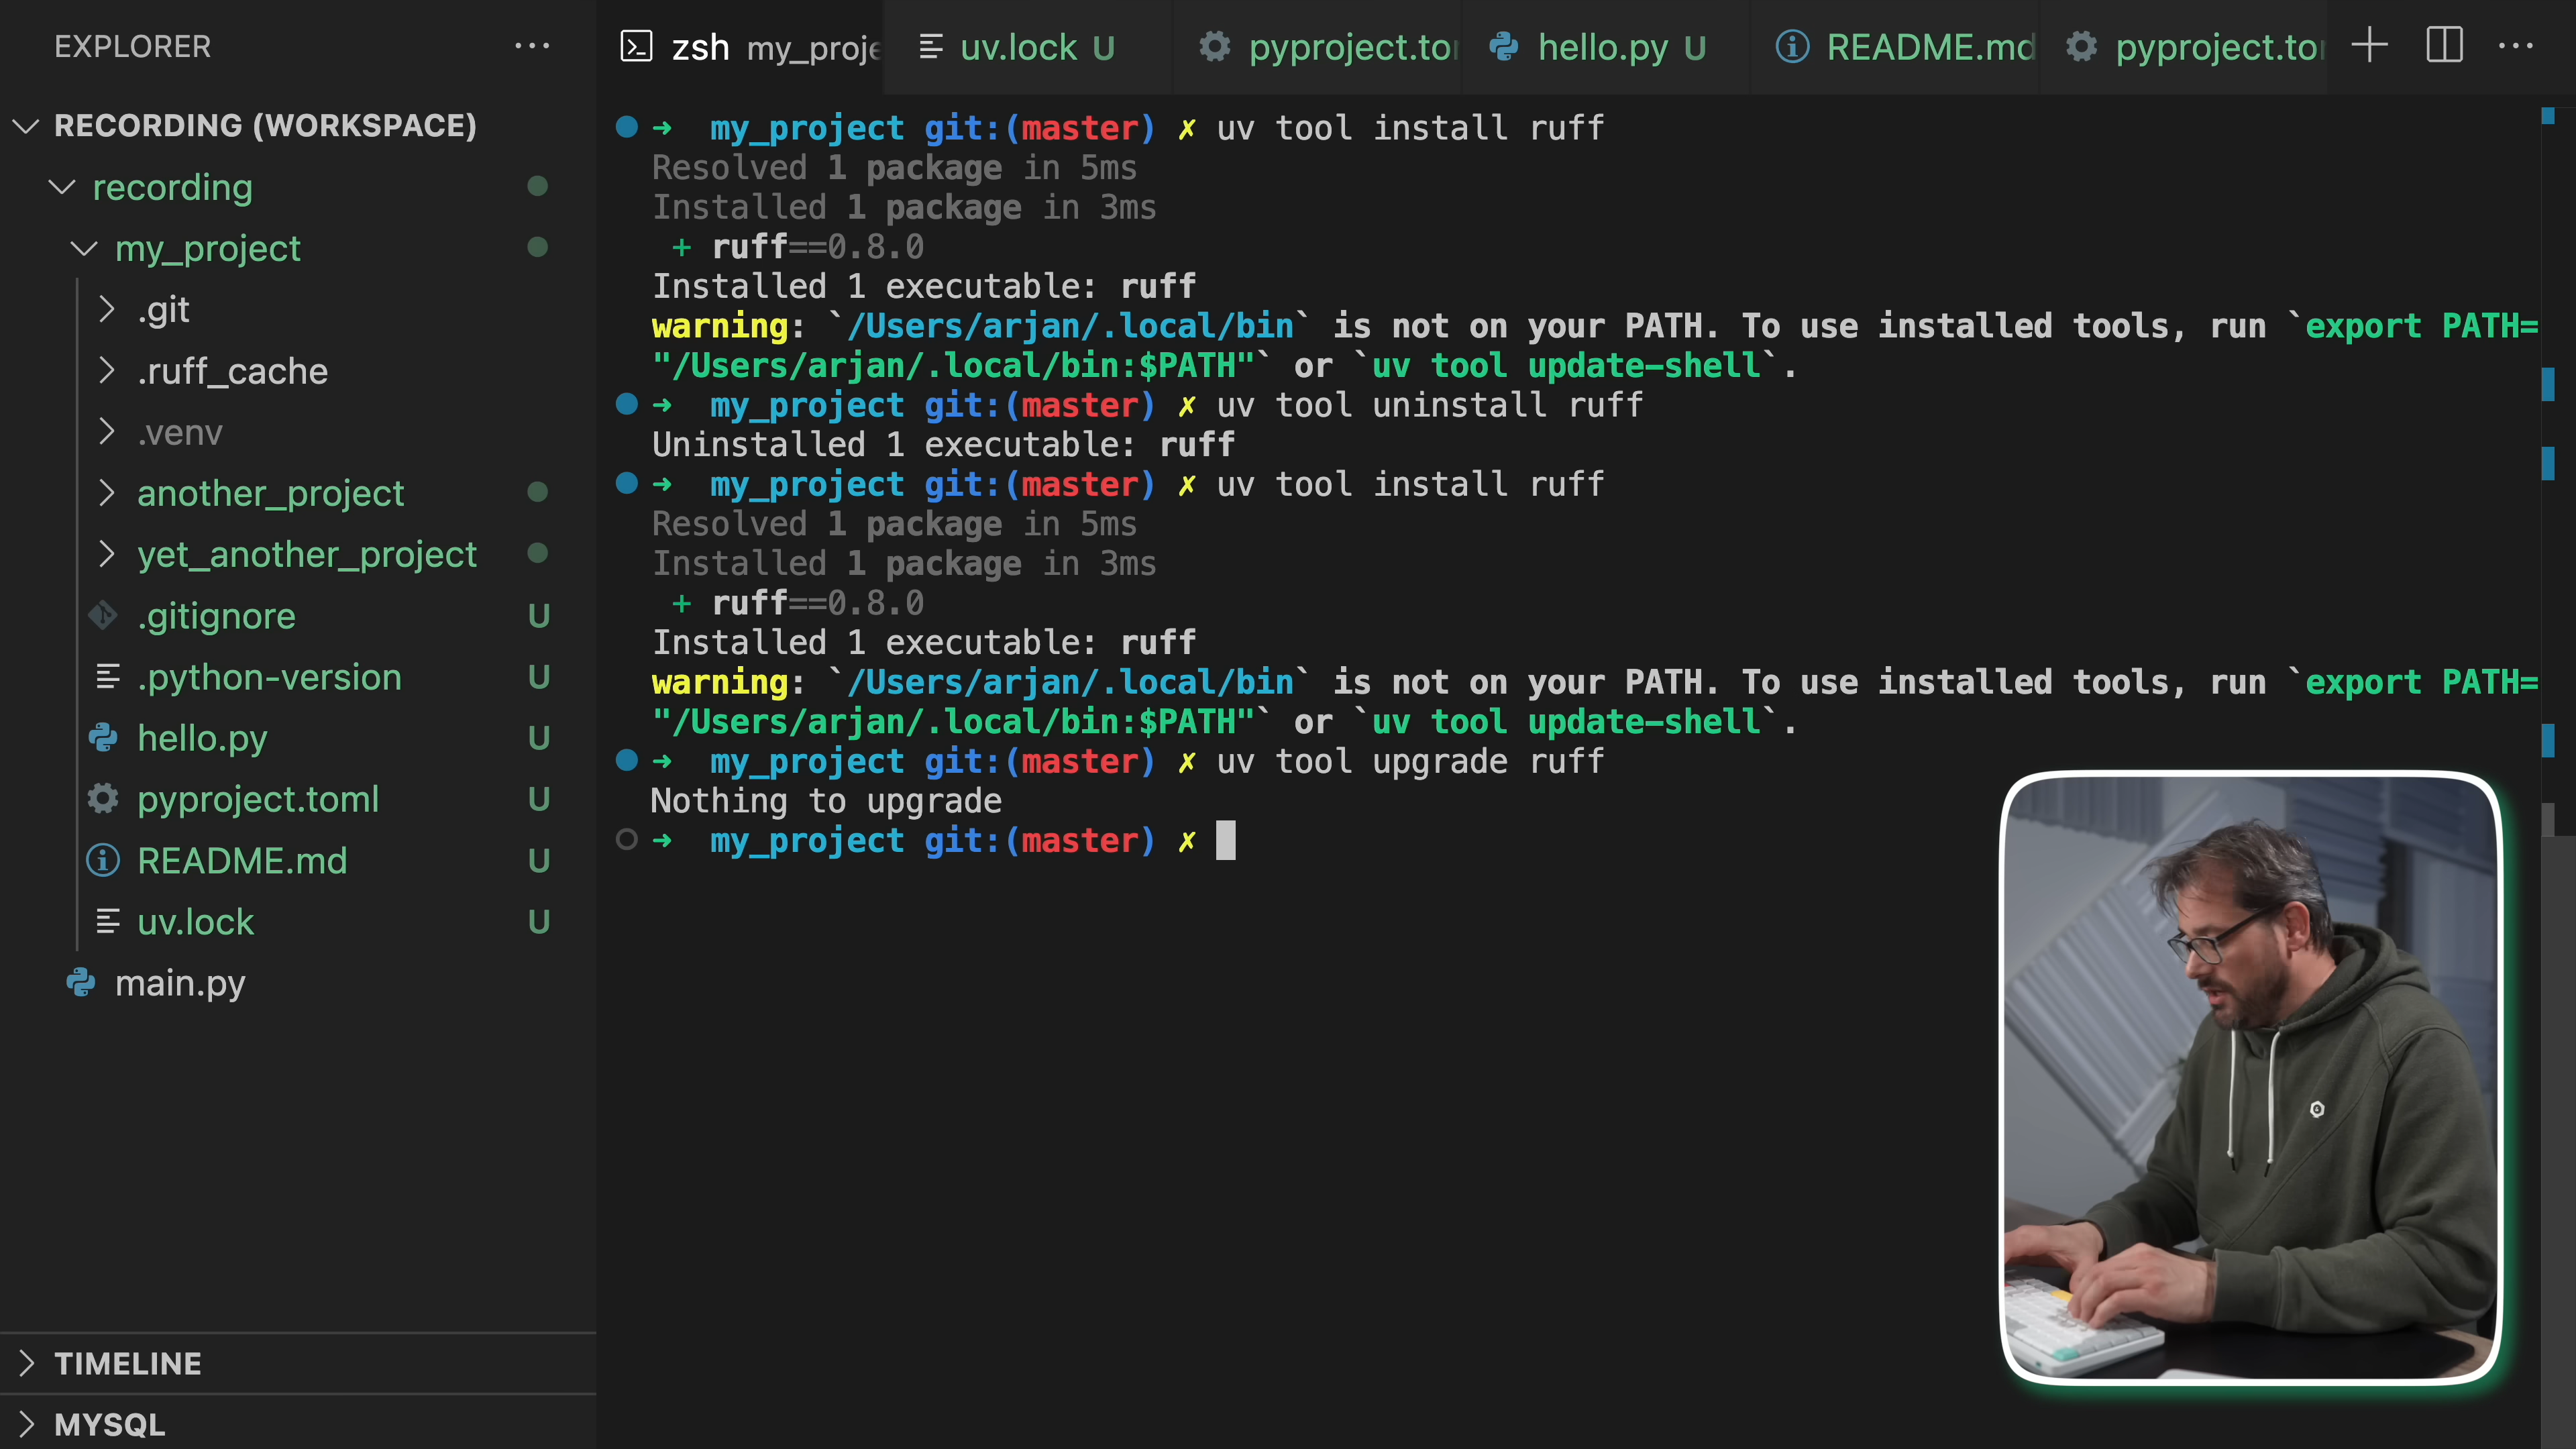 EXPLORER
RECORDING (WORKSPACE)
recording
my_project
.git
.ruff_cache
.venv
another_project
yet_another_project
.gitignore U
.python-version U
hello.py U
pyproject.toml U
README.md U
uv.lock U
main.py
TIMELINE
MYSQL
zsh my_proje uv.lock U pyproject.to hello.py U README.md pyproject.to
➜ my_project git:(master) ✗ uv tool install ruff
Resolved 1 package in 5ms
Installed 1 package in 3ms
+ ruff==0.8.0
Installed 1 executable: ruff
warning: `/Users/arjan/.local/bin` is not on your PATH. To use installed tools, run `export PATH=
"/Users/arjan/.local/bin:$PATH"` or `uv tool update-shell`.
➜ my_project git:(master) ✗ uv tool uninstall ruff
Uninstalled 1 executable: ruff
➜ my_project git:(master) ✗ uv tool install ruff
Resolved 1 package in 5ms
Installed 1 package in 3ms
+ ruff==0.8.0
Installed 1 executable: ruff
warning: `/Users/arjan/.local/bin` is not on your PATH. To use installed tools, run `export PATH=
"/Users/arjan/.local/bin:$PATH"` or `uv tool update-shell`.
➜ my_project git:(master) ✗ uv tool upgrade ruff
Nothing to upgrade
➜ my_project git:(master) ✗